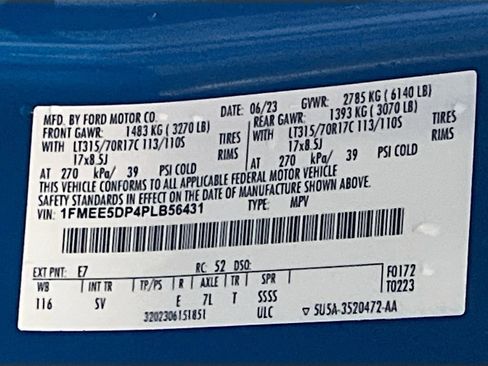 MFD. BY FORD MOTOR CO. DATE: 06/23 GVWR: 2785 KG ( 6140 LB)
FRONT GAWR: 1483 KG ( 3270 LB) REAR GAWR: 1393 KG ( 3070 LB)
WITH LT315/70R17C 113/110S TIRES WITH LT315/70R17C 113/110S TIRES
17x8.5J RIMS 17x8.5J RIMS
AT 270 kPa/ 39 PSI COLD AT 270 kPa/ 39 PSI COLD
THIS VEHICLE CONFORMS TO ALL APPLICABLE FEDERAL MOTOR VEHICLE
SAFETY STANDARDS IN EFFECT ON THE DATE OF MANUFACTURE SHOWN ABOVE.
VIN: 1FMEE5DP4PLB56431 TYPE: MPV
EXT PNT: E7 RC: 52 DSO: F0172
WB INT TR TP/PS R AXLE TR SPR T0223
116 SV E 7L T SSSS
3202306151851 ULC ▽ 5U5A-3520472-AA